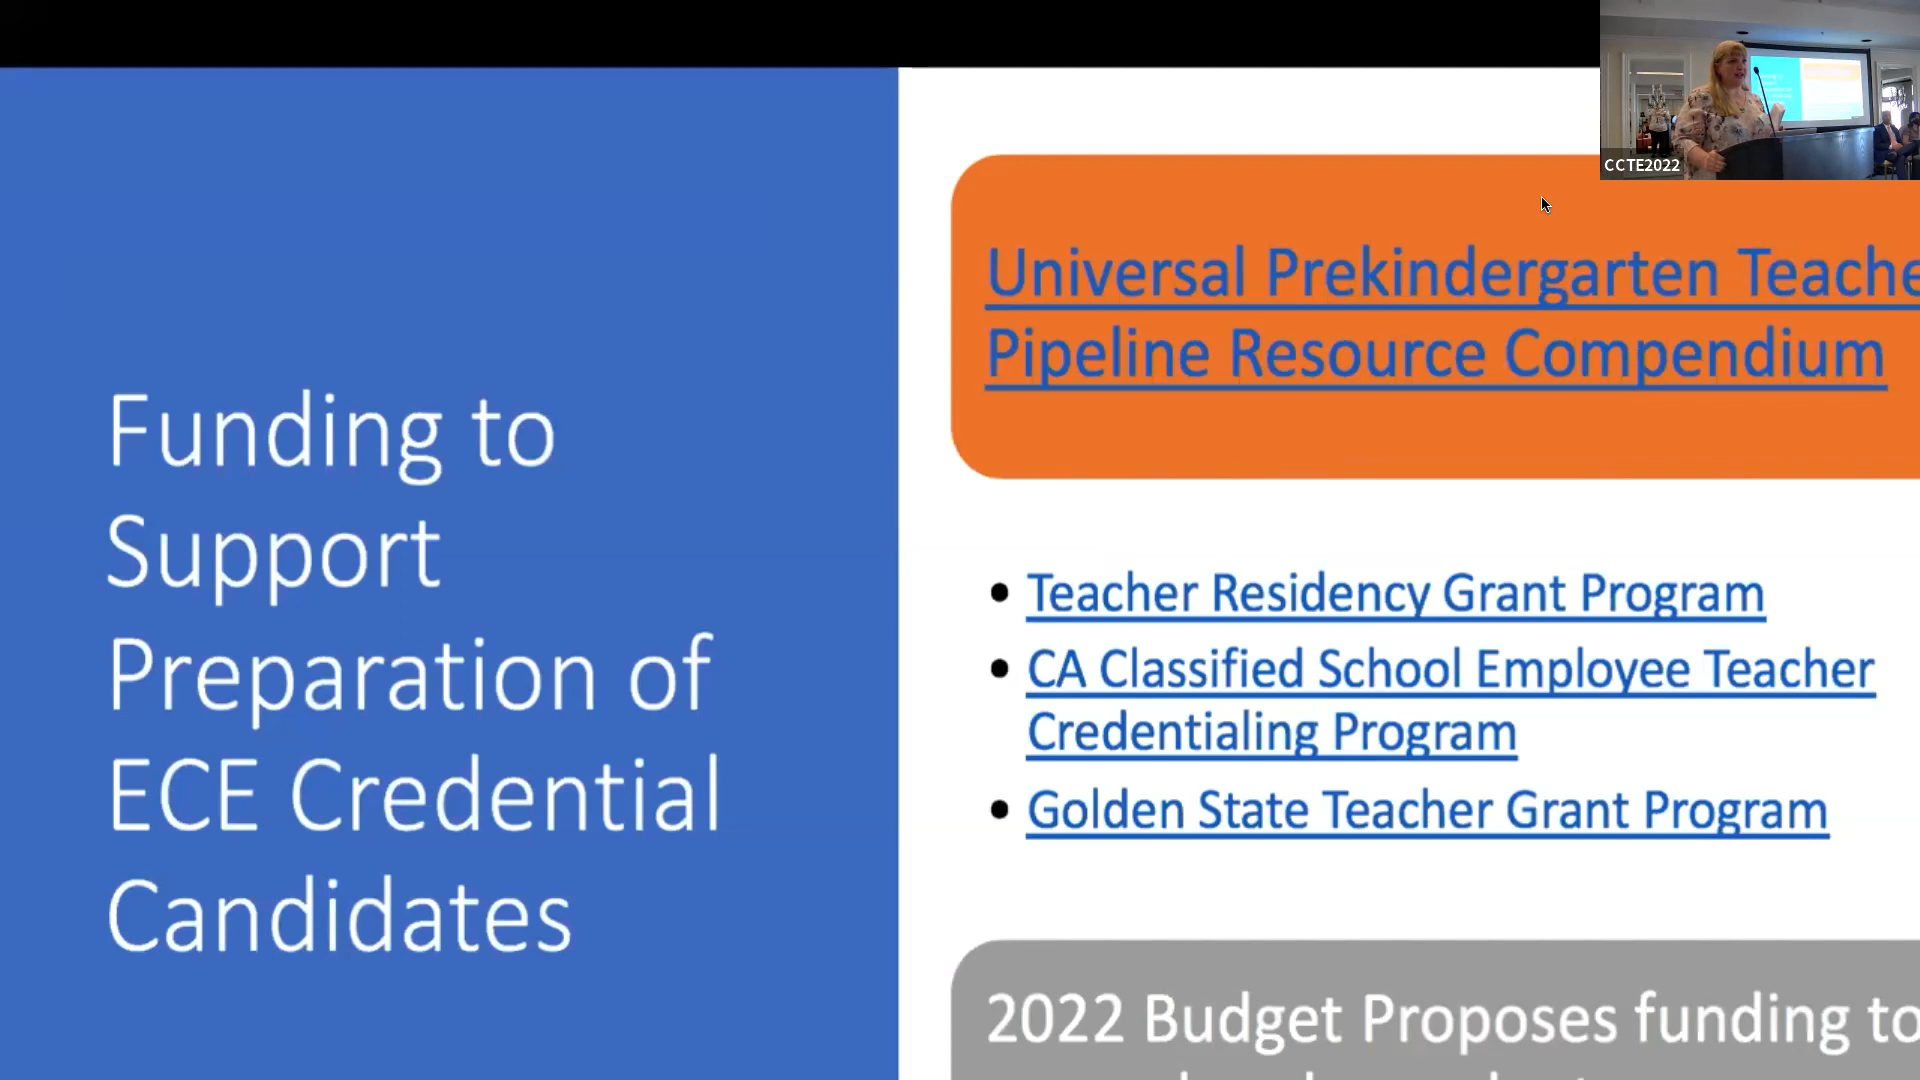 CCTE2022
Funding to
Support
Preparation of
ECE Credential
Candidates
Universal Prekindergarten Teache
Pipeline Resource Compendium
• Teacher Residency Grant Program
• CA Classified School Employee Teacher
Credentialing Program
• Golden State Teacher Grant Program
2022 Budget Proposes funding to